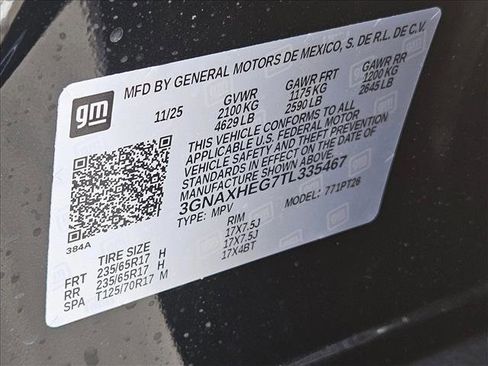 gm
MFD BY GENERAL MOTORS DE MEXICO, S. DE R.L. DE C.V.
11/25 GVWR GAWR FRT GAWR RR
2100 KG 1175 KG 1200 KG
4629 LB 2590 LB 2645 LB
THIS VEHICLE CONFORMS TO ALL
APPLICABLE U.S. FEDERAL MOTOR
VEHICLE SAFETY STANDARDS IN
EFFECT ON THE DATE OF
MANUFACTURE SHOWN ABOVE.
3GNAXHEG7TL335467
TYPE: MPV MODEL: 771PT26
384A
TIRE SIZE RIM
FRT 235/65R17 H 17X7.5J
RR 235/65R17 H 17X7.5J
SPA T125/70R17 M 17X4BT